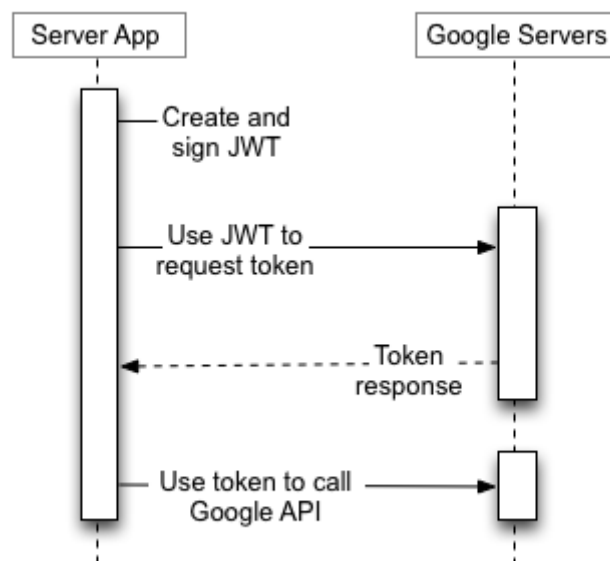 Server App
Google Servers
Create and
sign JWT
Use JWT to
request token
Token
response
Use token to call
Google API